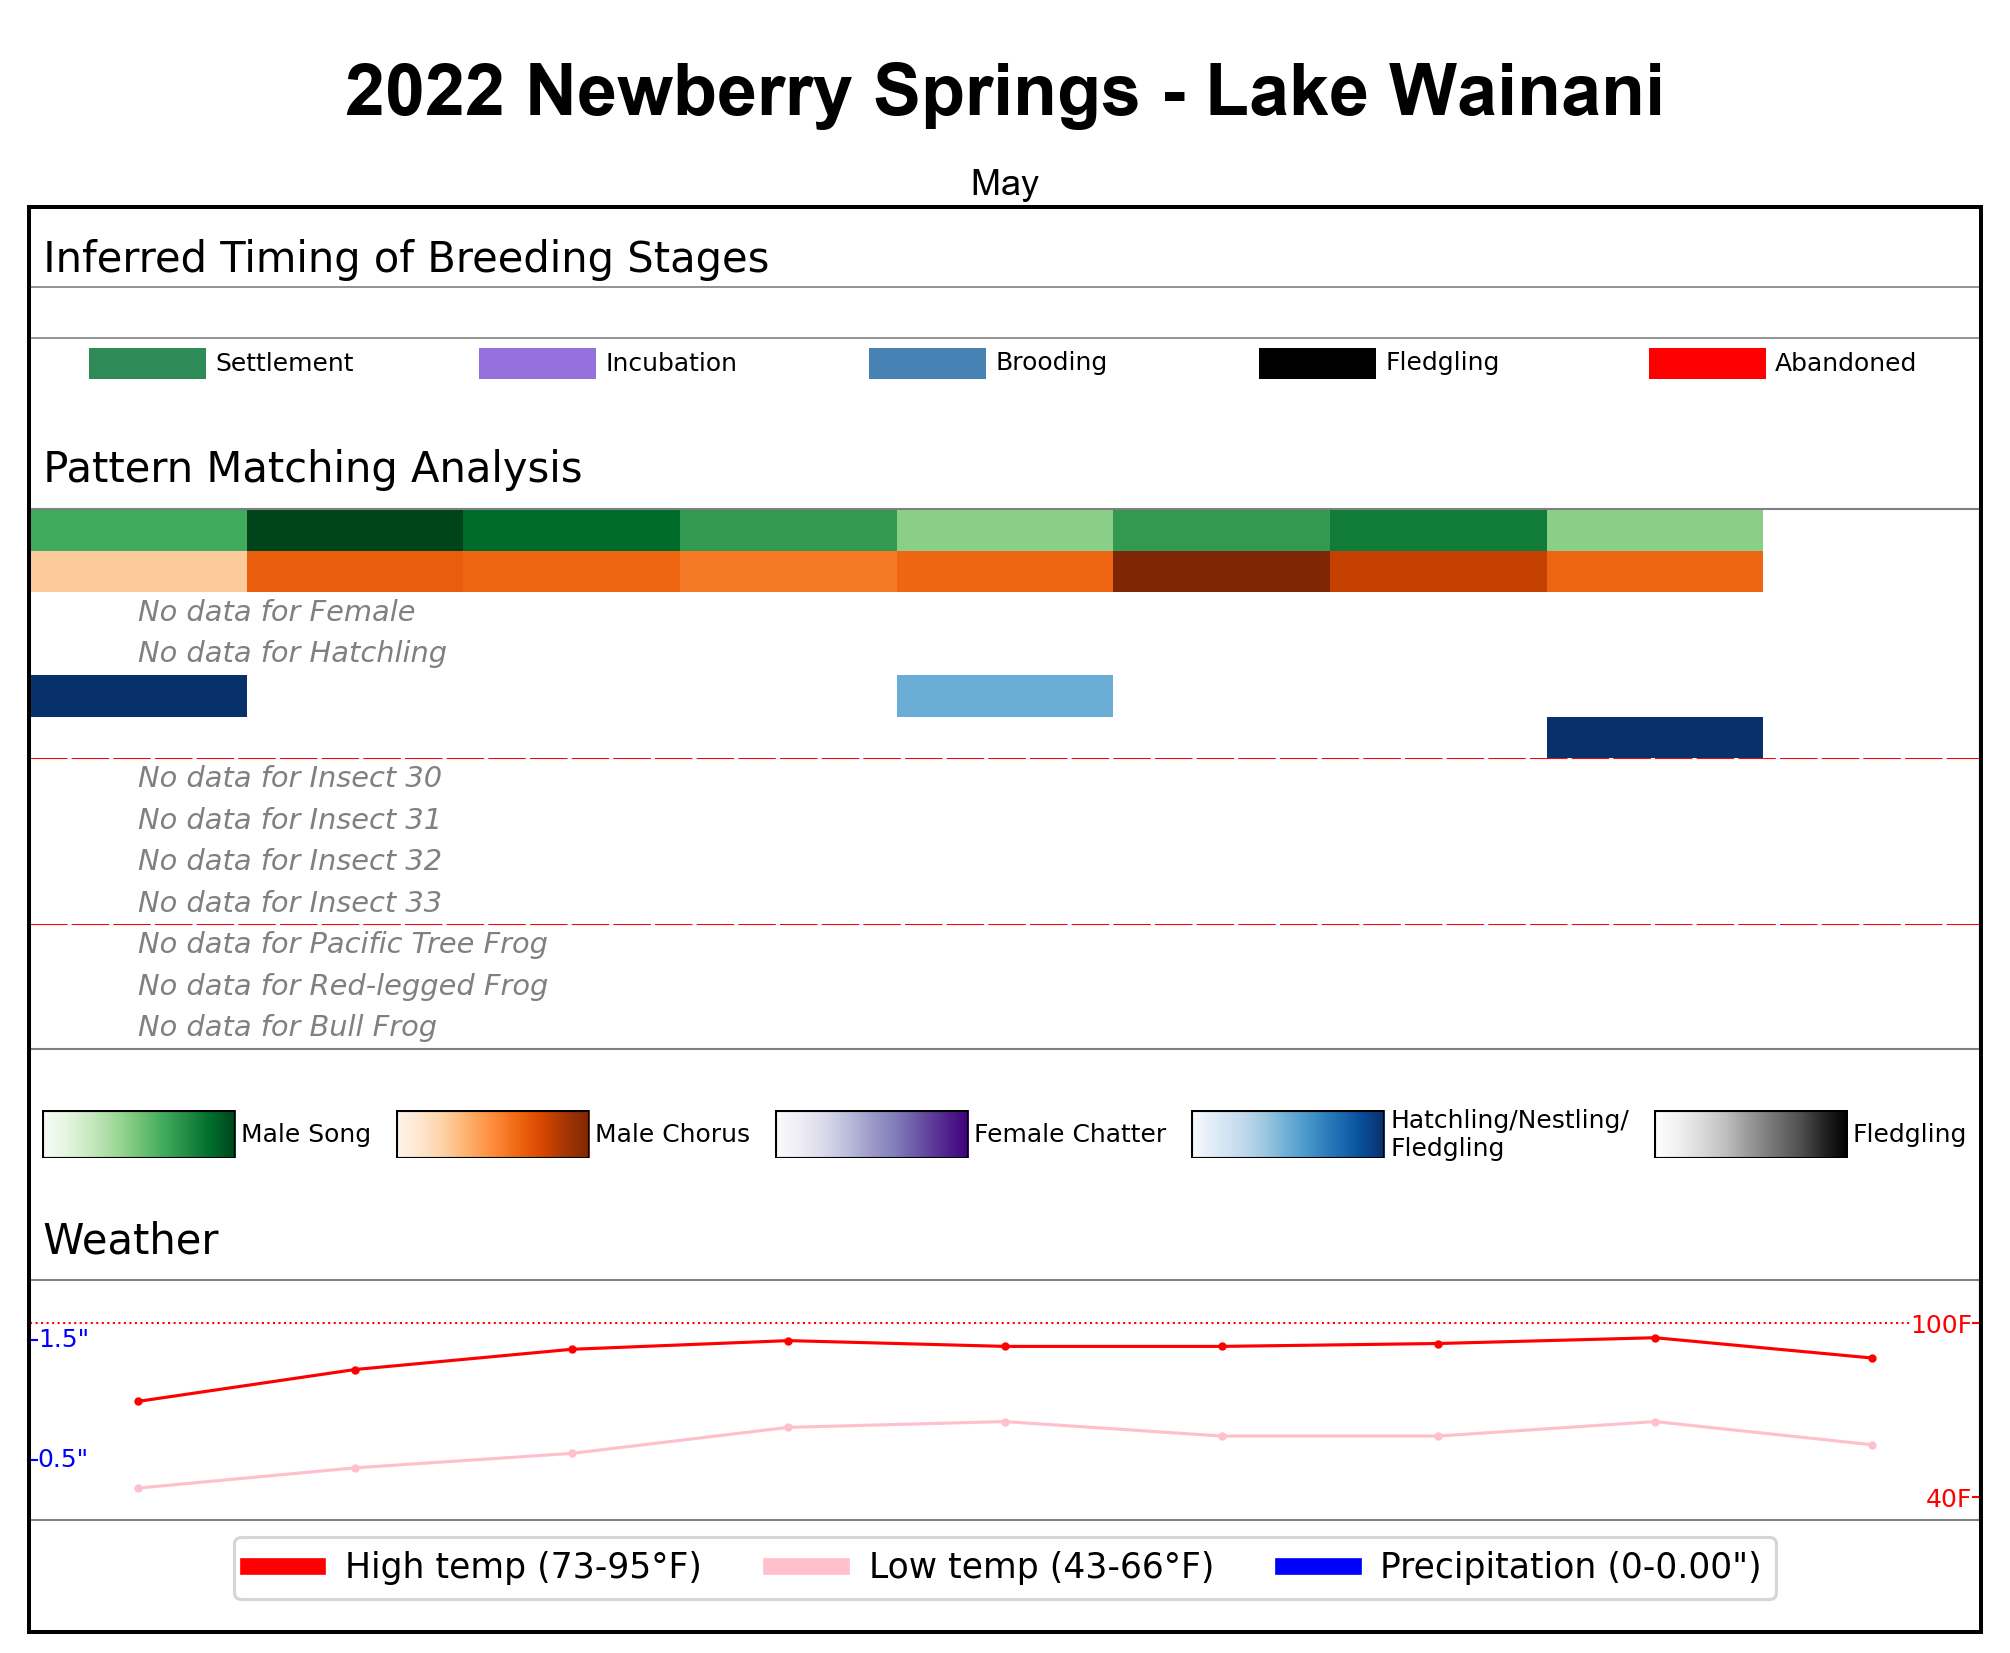 2022 Newberry Springs - Lake Wainani
May
Inferred Timing of Breeding Stages
Settlement Incubation Brooding Fledgling Abandoned
Pattern Matching Analysis
No data for Female
No data for Hatchling
No data for Insect 30
No data for Insect 31
No data for Insect 32
No data for Insect 33
No data for Pacific Tree Frog
No data for Red-legged Frog
No data for Bull Frog
Male Song Male Chorus Female Chatter Hatchling/Nestling/
Fledgling Fledgling
Weather
100F
1.5"
0.5"
40F
High temp (73-95°F) Low temp (43-66°F) Precipitation (0-0.00")